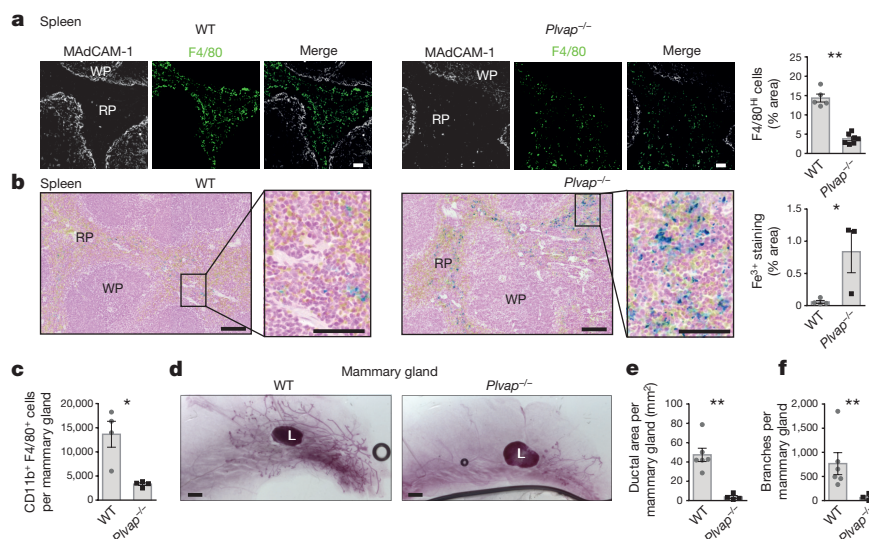 a Spleen
WT
Plvap–/–
MAdCAM-1 F4/80 Merge
MAdCAM-1 F4/80 Merge
WP
RP
WP
RP
F4/80Hi cells
(% area)
25
20
15
10
5
0
**
WT
Plvap–/–
b Spleen
WT
Plvap–/–
RP
WP
RP
WP
Fe3+ staining
(% area)
1.5
1.0
0.5
0
*
WT
Plvap–/–
c
CD11b+ F4/80+ cells
per mammary gland
20,000
15,000
10,000
5,000
0
*
WT
Plvap–/–
d
Mammary gland
WT
Plvap–/–
L
L
e
Ductal area per
mammary gland (mm2)
100
80
60
40
20
0
**
WT
Plvap–/–
f
Branches per
mammary gland
2,000
1,500
1,000
500
0
**
WT
Plvap–/–